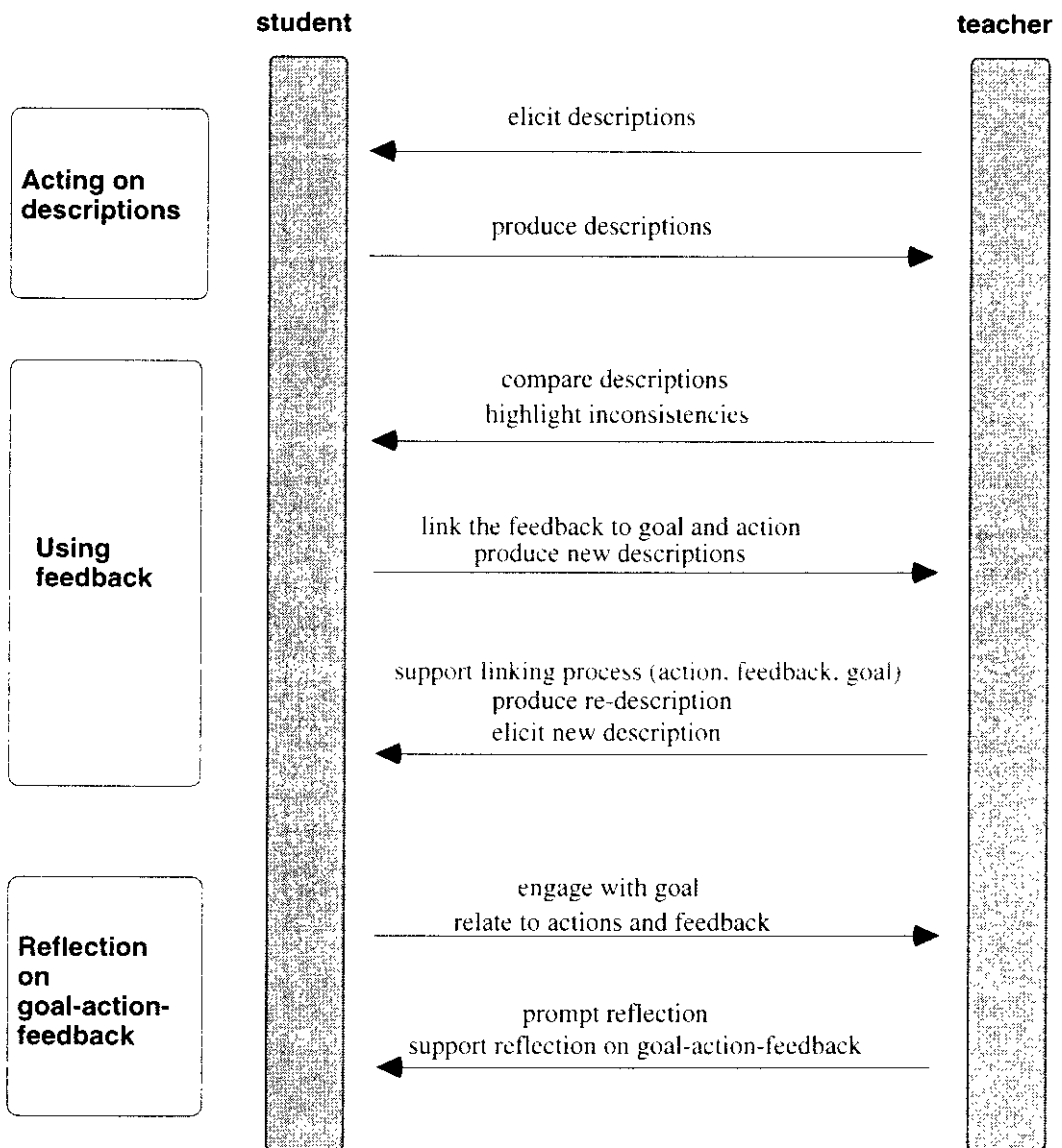 student
teacher
Acting on
descriptions
elicit descriptions
produce descriptions
Using
feedback
compare descriptions
highlight inconsistencies
link the feedback to goal and action
produce new descriptions
support linking process (action, feedback, goal)
produce re-description
elicit new description
Reflection
on
goal-action-
feedback
engage with goal
relate to actions and feedback
prompt reflection
support reflection on goal-action-feedback